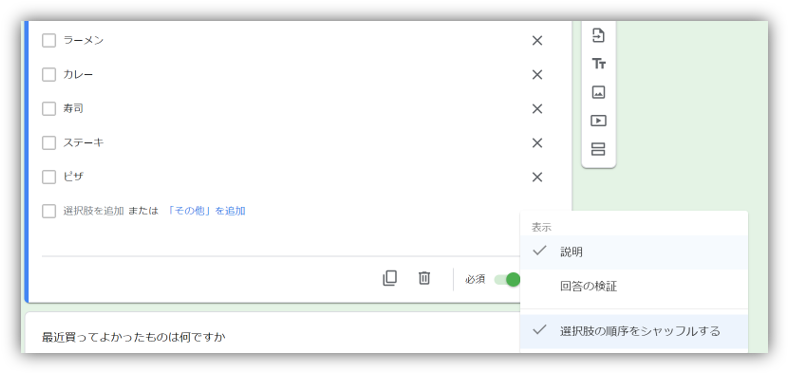 ラーメン
カレー
寿司
ステーキ
ピザ
選択肢を追加 または 「その他」を追加
必須
表示
説明
回答の検証
選択肢の順序をシャッフルする
最近買ってよかったものは何ですか